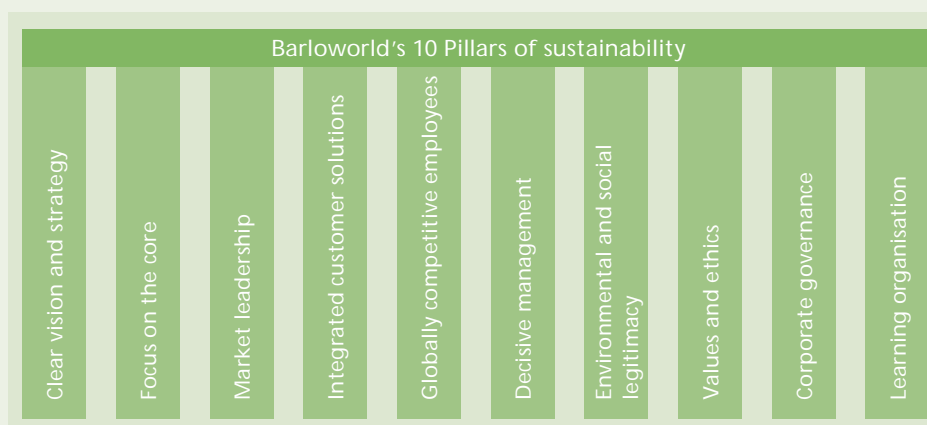 Barloworld's 10 Pillars of sustainability
Clear vision and strategy
Focus on the core
Market leadership
Integrated customer solutions
Globally competitive employees
Decisive management
Environmental and social
legitimacy
Values and ethics
Corporate governance
Learning organisation